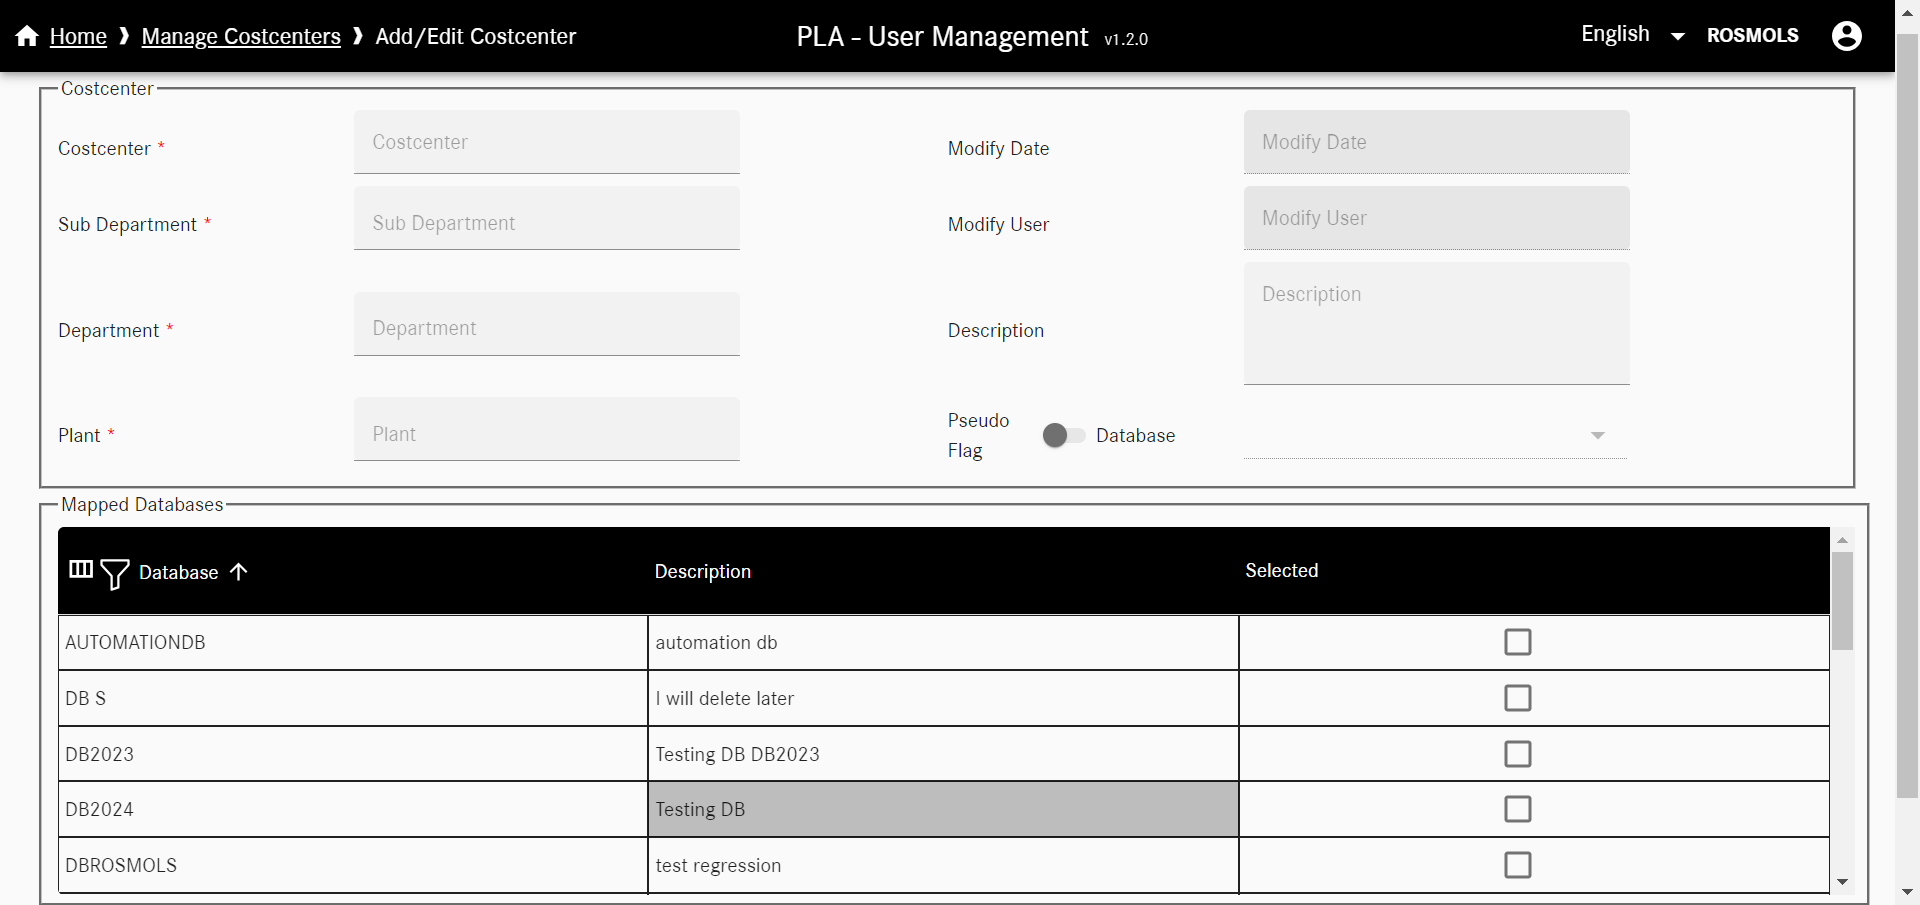 Home ❱ Manage Costcenters ❱ Add/Edit Costcenter
PLA - User Management v1.2.0
English ROSMOLS
Costcenter
Costcenter * Costcenter Modify Date Modify Date
Sub Department * Sub Department Modify User Modify User
Department * Department Description Description
Plant * Plant Pseudo Flag Database
Mapped Databases
Database Description Selected
AUTOMATIONDB automation db
DB S I will delete later
DB2023 Testing DB DB2023
DB2024 Testing DB
DBROSMOLS test regression